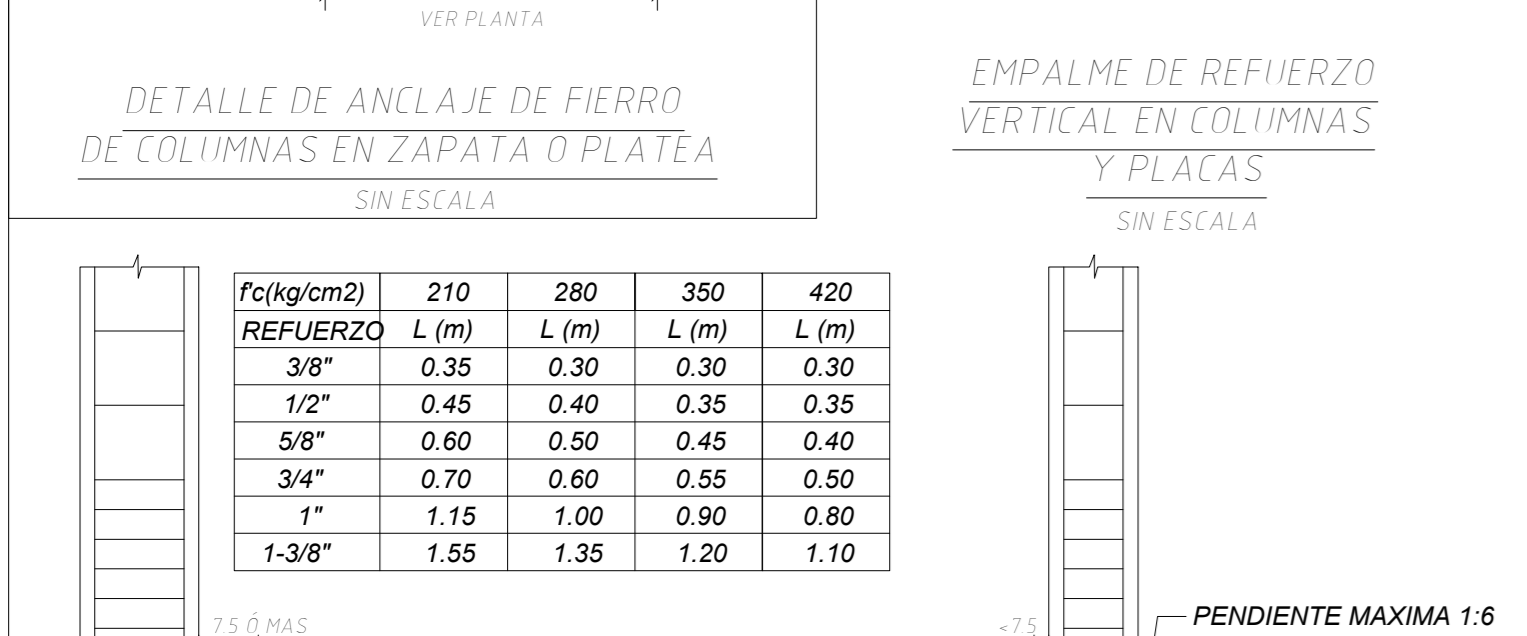 VER PLANTA
DETALLE DE ANCLAJE DE FIERRO
DE COLUMNAS EN ZAPATA O PLATEA
SIN ESCALA
EMPALME DE REFUERZO
VERTICAL EN COLUMNAS
Y PLACAS
SIN ESCALA
f'c(kg/cm2) 210 280 350 420
REFUERZO L (m) L (m) L (m) L (m)
3/8" 0.35 0.30 0.30 0.30
1/2" 0.45 0.40 0.35 0.35
5/8" 0.60 0.50 0.45 0.40
3/4" 0.70 0.60 0.55 0.50
1" 1.15 1.00 0.90 0.80
1-3/8" 1.55 1.35 1.20 1.10
7.5 Ó MAS
<7.5
PENDIENTE MAXIMA 1:6